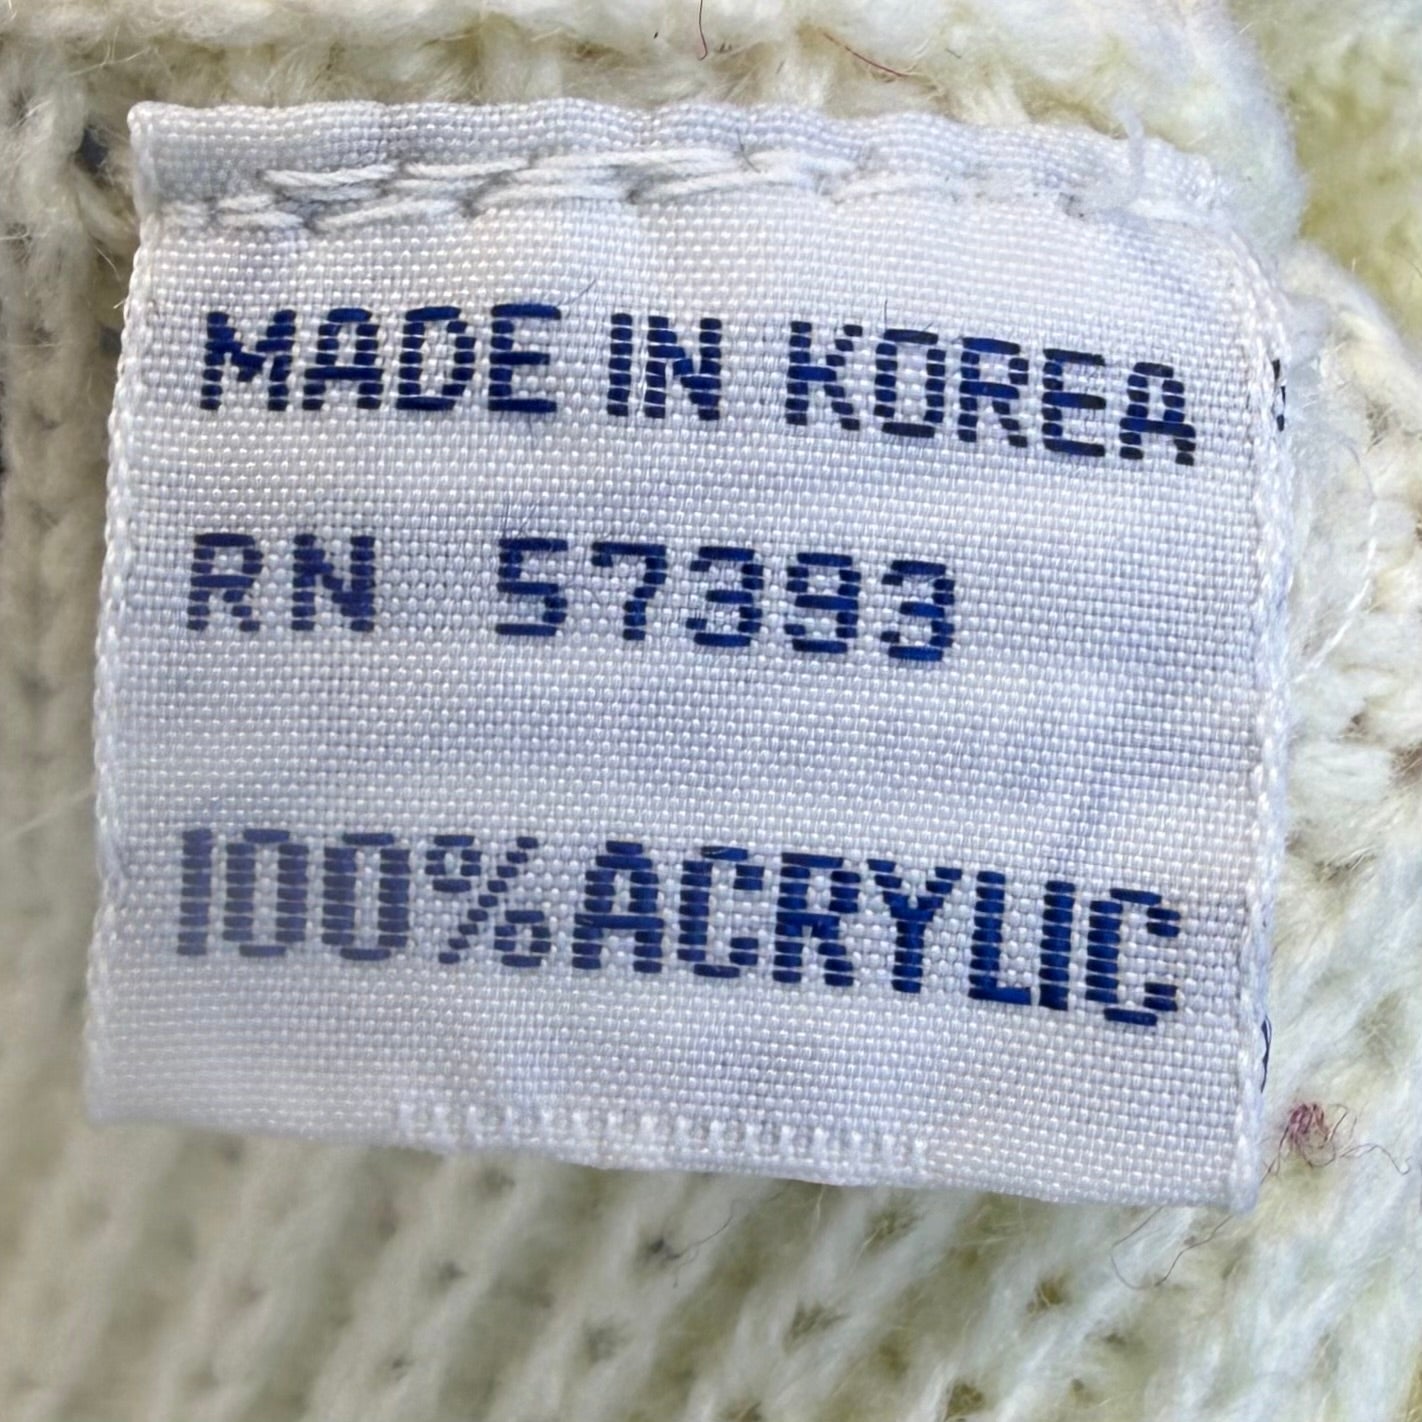 MADE IN KOREA
RN 57393
100% ACRYLIC